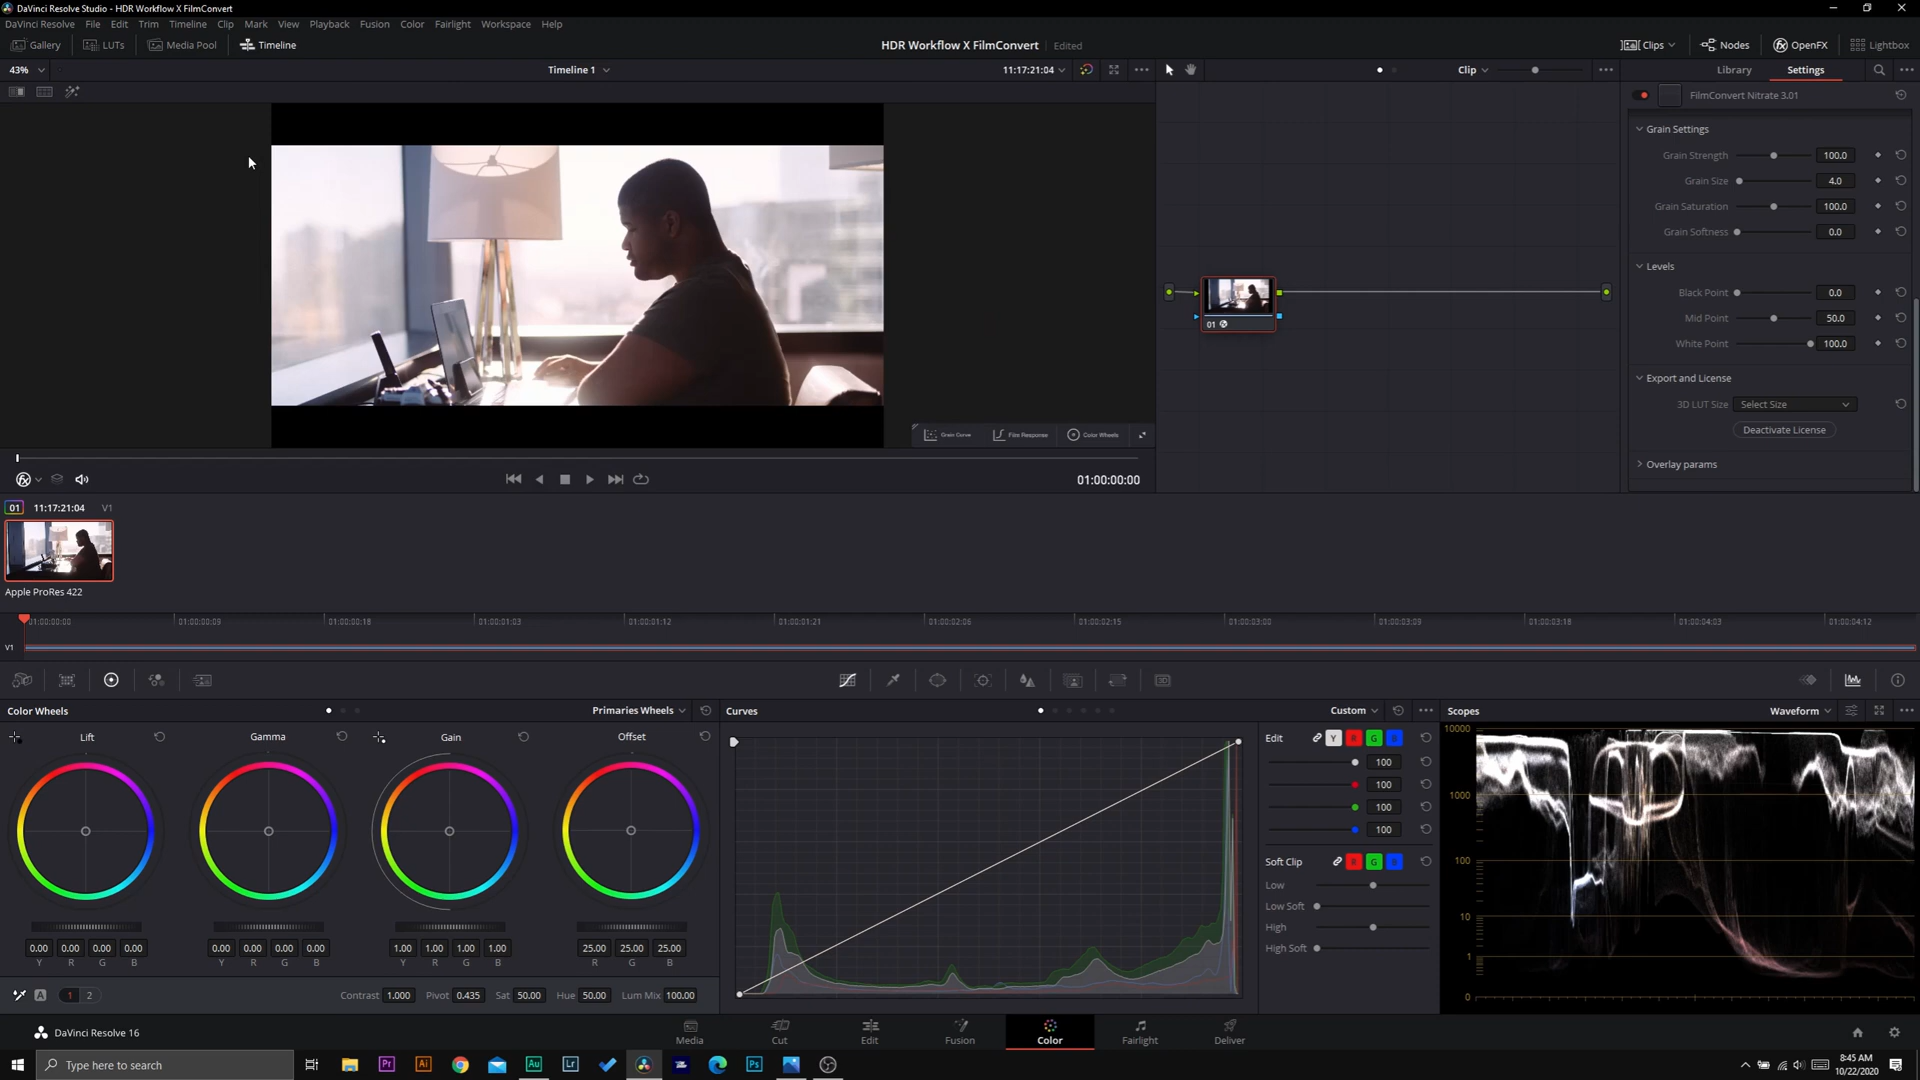 DaVinci Resolve Studio - HDR Workflow X FilmConvert
DaVinci Resolve File Edit Trim Timeline Clip Mark View Playback Fusion Color Fairlight Workspace Help
Gallery LUTs Media Pool Timeline HDR Workflow X FilmConvert Edited Clips Nodes OpenFX Lightbox
43% Timeline 1 11:17:21:04 Clip Library Settings
FilmConvert Nitrate 3.01
Grain Settings
Grain Strength 100.0
Grain Size 4.0
Grain Saturation 100.0
Grain Softness 0.0
Levels
Black Point 0.0
Mid Point 50.0
White Point 100.0
Export and License
3D LUT Size Select Size
Deactivate License
Overlay params
01
Grain Curve Film Response Color Wheels
01:00:00:00
01 11:17:21:04 V1
Apple ProRes 422
01:00:00:00 01:00:00:09 01:00:00:18 01:00:01:03 01:00:01:12 01:00:01:21 01:00:02:06 01:00:02:15 01:00:03:00 01:00:03:09 01:00:03:18 01:00:04:03 01:00:04:12
V1
Color Wheels Primaries Wheels Curves Custom Scopes Waveform
Lift Gamma Gain Offset
0.00 0.00 0.00 0.00 0.00 0.00 0.00 0.00 1.00 1.00 1.00 1.00 25.00 25.00 25.00
Y R G B Y R G B Y R G B R G B
A 1 2 Contrast 1.000 Pivot 0.435 Sat 50.00 Hue 50.00 Lum Mix 100.00
Edit Y R G B
100
100
100
100
Soft Clip R G B
Low
Low Soft
High
High Soft
10000
1000
100
10
1
0
DaVinci Resolve 16
Media Cut Edit Fusion Color Fairlight Deliver
Type here to search
Pr Ai Au Lr Ps
8:45 AM
10/22/2020